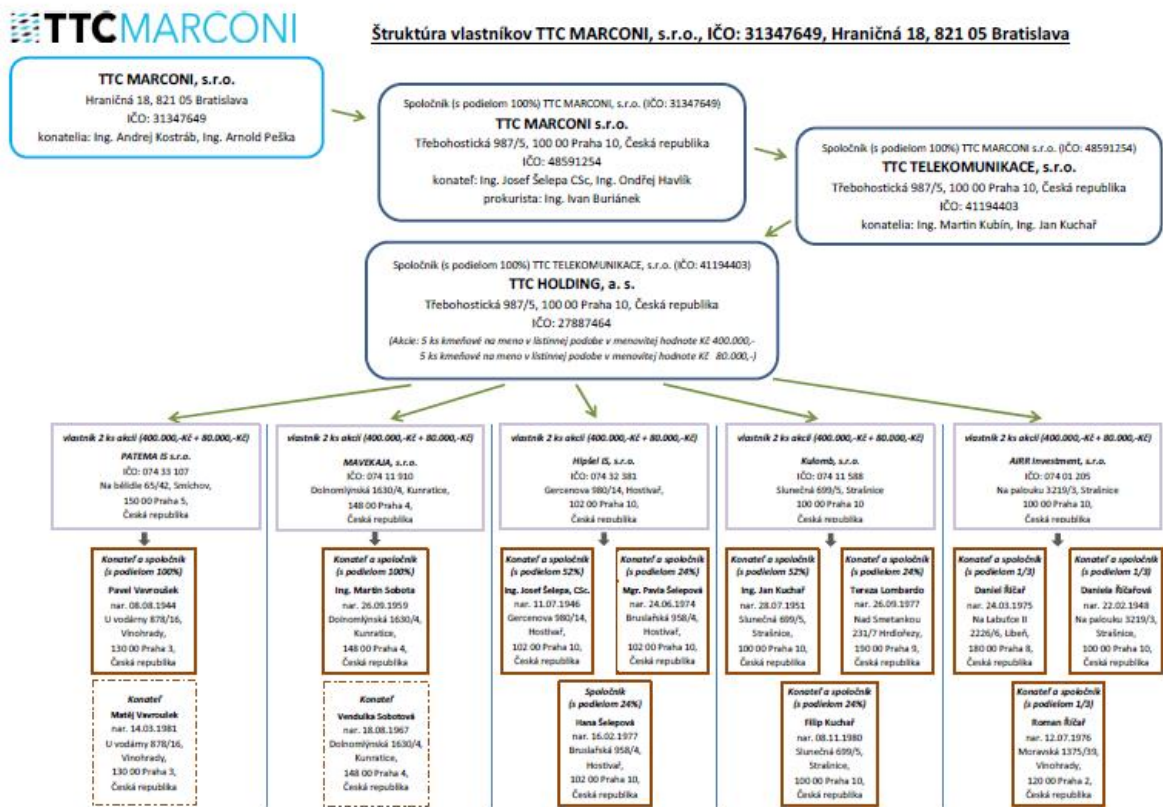 TTC MARCONI
Štruktúra vlastníkov TTC MARCONI, s.r.o., IČO: 31347649, Hraničná 18, 821 05 Bratislava
TTC MARCONI, s.r.o.
Hraničná 18, 821 05 Bratislava
IČO: 31347649
konatelia: Ing. Andrej Kostráb, Ing. Arnold Peška
Spoločník (s podielom 100%) TTC MARCONI, s.r.o. (IČO: 31347649)
TTC MARCONI s.r.o.
Třebohostická 987/5, 100 00 Praha 10, Česká republika
IČO: 48591254
konateľ: Ing. Josef Šelepa CSc, Ing. Ondřej Havlík
prokurista: Ing. Ivan Buriánek
Spoločník (s podielom 100%) TTC MARCONI s.r.o. (IČO: 48591254)
TTC TELEKOMUNIKACE, s.r.o.
Třebohostická 987/5, 100 00 Praha 10, Česká republika
IČO: 41194403
konatelia: Ing. Martin Kubín, Ing. Jan Kuchař
Spoločník (s podielom 100%) TTC TELEKOMUNIKACE, s.r.o. (IČO: 41194403)
TTC HOLDING, a. s.
Třebohostická 987/5, 100 00 Praha 10, Česká republika
IČO: 27887464
(Akcie: 5 ks kmeňové na meno v listinnej podobe v menovitej hodnote Kč 400.000,-
5 ks kmeňové na meno v listinnej podobe v menovitej hodnote Kč 80.000,-)
vlastník 2 ks akcií (400.000,-Kč + 80.000,-Kč)
PATEMA IS s.r.o.
IČO: 074 33 107
Na bělidle 65/42, Smíchov,
150 00 Praha 5,
Česká republika
vlastník 2 ks akcií (400.000,-Kč + 80.000,-Kč)
MAVEKAJA, s.r.o.
IČO: 074 11 910
Dolnomlýnská 1630/4, Kunratice,
148 00 Praha 4,
Česká republika
vlastník 2 ks akcií (400.000,-Kč + 80.000,-Kč)
Hipšel IS, s.r.o.
IČO: 074 32 381
Gercenova 980/14, Hostivař,
102 00 Praha 10,
Česká republika
vlastník 2 ks akcií (400.000,-Kč + 80.000,-Kč)
Kulomb, s.r.o.
IČO: 074 11 588
Slunečná 699/5, Strašnice
100 00 Praha 10
Česká republika
vlastník 2 ks akcií (400.000,-Kč + 80.000,-Kč)
AIRR Investment, s.r.o.
IČO: 074 01 205
Na palouku 3219/3, Strašnice
100 00 Praha 10,
Česká republika
Konateľ a spoločník
(s podielom 100%)
Pavel Vavroušek
nar. 08.08.1944
U vodárny 878/16,
Vinohrady,
130 00 Praha 3,
Česká republika
Konateľ a spoločník
(s podielom 100%)
Ing. Martin Sobota
nar. 26.09.1959
Dolnomlýnská 1630/4,
Kunratice,
148 00 Praha 4,
Česká republika
Konateľ a spoločník
(s podielom 52%)
Ing. Josef Šelepa, CSc.
nar. 11.07.1946
Gercenova 980/14,
Hostivař,
102 00 Praha 10,
Česká republika
Konateľ a spoločník
(s podielom 24%)
Mgr. Pavla Šelepová
nar. 24.06.1974
Bruslařská 958/4,
Hostivař,
102 00 Praha 10,
Česká republika
Konateľ a spoločník
(s podielom 52%)
Ing. Jan Kuchař
nar. 28.07.1951
Slunečná 699/5,
Strašnice,
100 00 Praha 10,
Česká republika
Konateľ a spoločník
(s podielom 24%)
Tereza Lombardo
nar. 26.09.1977
Nad Smetankou
231/7 Hrdlořezy,
190 00 Praha 9,
Česká republika
Konateľ a spoločník
(s podielom 1/3)
Daniel Říčař
nar. 24.03.1975
Na Labuťce II
2226/6, Libeň,
180 00 Praha 8,
Česká republika
Konateľ a spoločník
(s podielom 1/3)
Daniela Říčařová
nar. 22.02.1948
Na palouku 3219/3,
Strašnice,
100 00 Praha 10,
Česká republika
Konateľ
Matěj Vavroušek
nar. 14.03.1981
U vodárny 878/16,
Vinohrady,
130 00 Praha 3,
Česká republika
Konateľ
Vendulka Sobotová
nar. 18.08.1967
Dolnomlýnská 1630/4,
Kunratice,
148 00 Praha 4,
Česká republika
Spoločník
(s podielom 24%)
Hana Šelepová
nar. 16.02.1977
Bruslařská 958/4,
Hostivař,
102 00 Praha 10,
Česká republika
Konateľ a spoločník
(s podielom 24%)
Filip Kuchař
nar. 08.11.1980
Slunečná 699/5,
Strašnice,
100 00 Praha 10,
Česká republika
Konateľ a spoločník
(s podielom 1/3)
Roman Říčař
nar. 12.07.1976
Moravská 1375/39,
Vinohrady,
120 00 Praha 2,
Česká republika